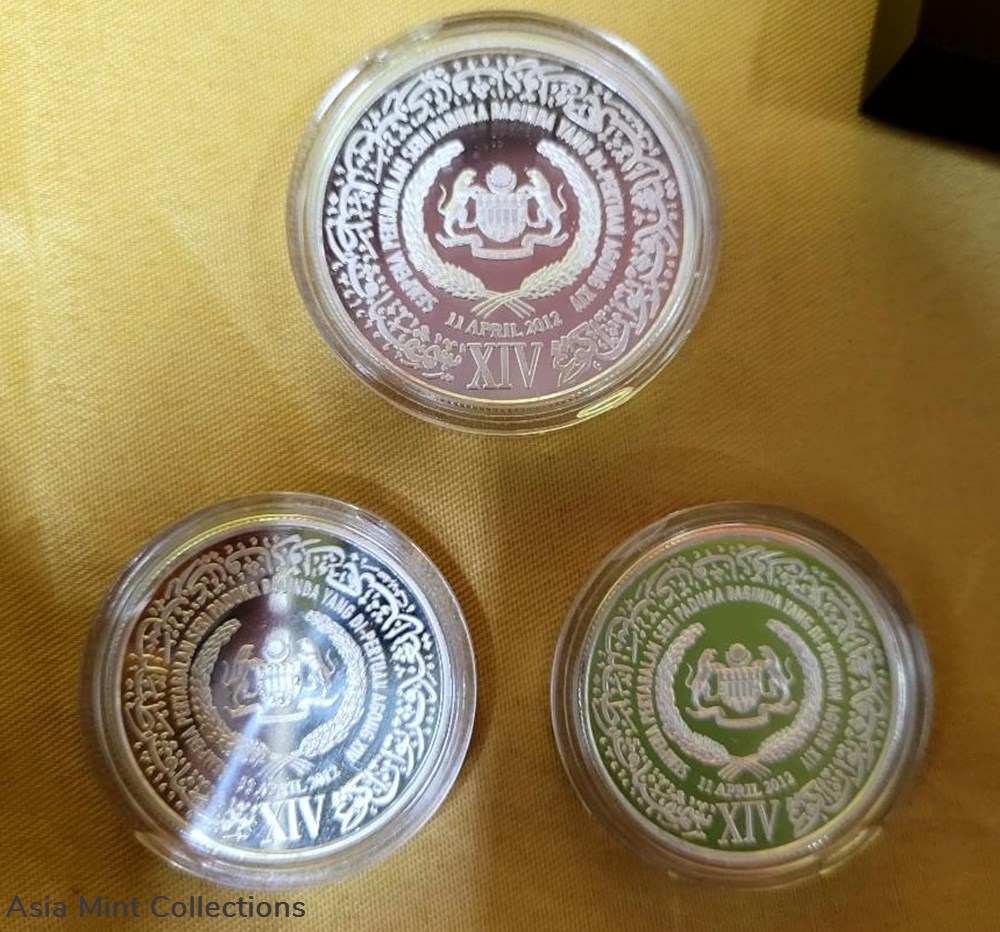 SEMPENA PERTABALAN SERI PADUKA BAGINDA YANG DI-PERTUAN AGONG XIV
11 APRIL 2012
XIV
PERTABALAN SERI PADUKA BAGINDA YANG DI-PERTUAN AGONG XIV
11 APRIL 2012
XIV
SEMPENA PERTABALAN SERI PADUKA BAGINDA YANG DI-PERTUAN AGONG XIV
11 APRIL 2012
XIV
Asia Mint Collections